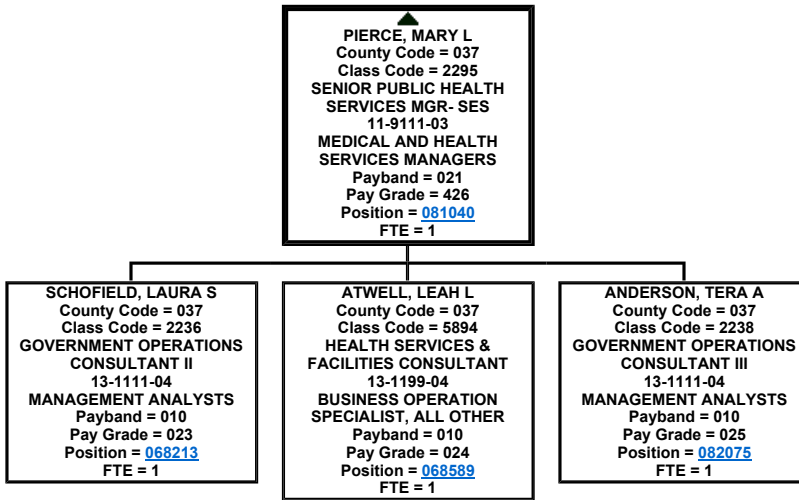 PIERCE, MARY L
County Code = 037
Class Code = 2295
SENIOR PUBLIC HEALTH
SERVICES MGR- SES
11-9111-03
MEDICAL AND HEALTH
SERVICES MANAGERS
Payband = 021
Pay Grade = 426
Position = 081040
FTE = 1
SCHOFIELD, LAURA S
County Code = 037
Class Code = 2236
GOVERNMENT OPERATIONS
CONSULTANT II
13-1111-04
MANAGEMENT ANALYSTS
Payband = 010
Pay Grade = 023
Position = 068213
FTE = 1
ATWELL, LEAH L
County Code = 037
Class Code = 5894
HEALTH SERVICES &
FACILITIES CONSULTANT
13-1199-04
BUSINESS OPERATION
SPECIALIST, ALL OTHER
Payband = 010
Pay Grade = 024
Position = 068589
FTE = 1
ANDERSON, TERA A
County Code = 037
Class Code = 2238
GOVERNMENT OPERATIONS
CONSULTANT III
13-1111-04
MANAGEMENT ANALYSTS
Payband = 010
Pay Grade = 025
Position = 082075
FTE = 1